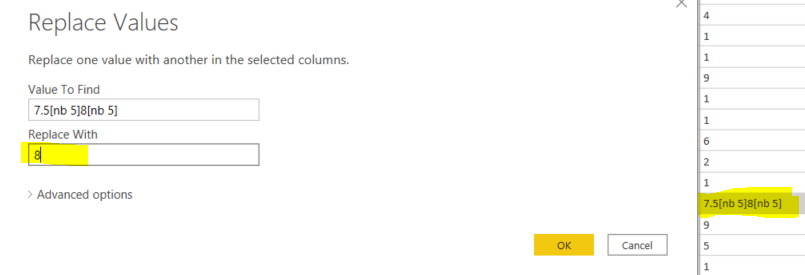 Replace Values
Replace one value with another in the selected columns.
Value To Find
7.5[nb 5]8[nb 5]
Replace With
8
Advanced options
OK
Cancel
4
1
1
9
1
1
6
2
1
7.5[nb 5]8[nb 5]
9
5
1